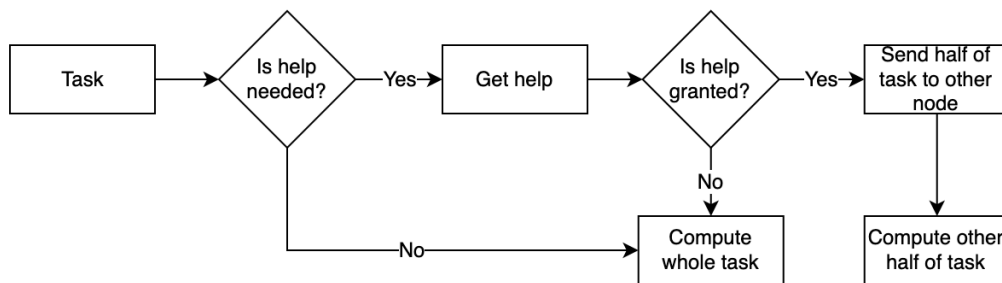 Task
Is help
needed?
Yes
Get help
Is help
granted?
Yes
Send half of
task to other
node
No
No
Compute
whole task
Compute other
half of task